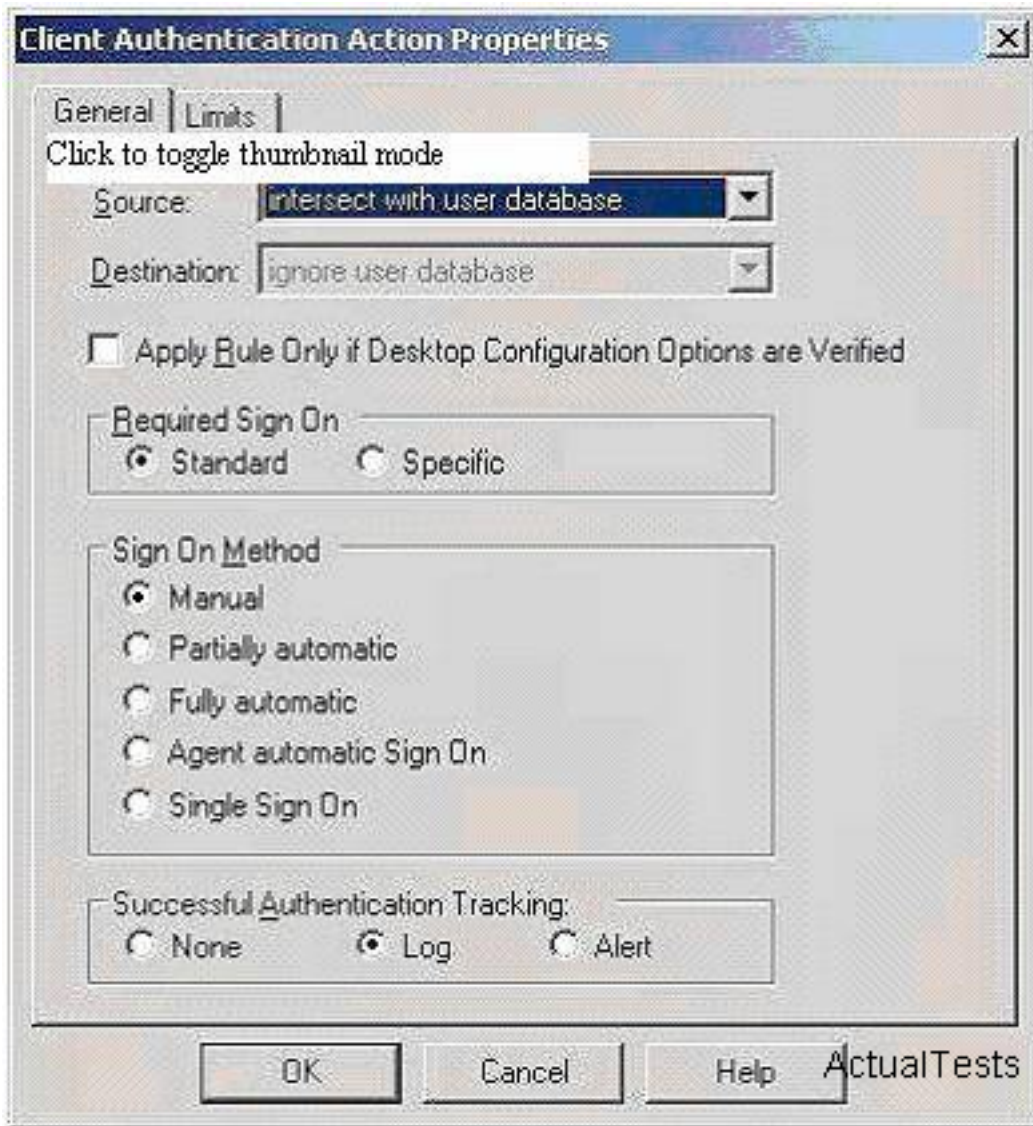 Client Authentication Action Properties
General Limits
Click to toggle thumbnail mode
Source: intersect with user database
Destination: ignore user database
Apply Rule Only if Desktop Configuration Options are Verified
Required Sign On
Standard Specific
Sign On Method
Manual
Partially automatic
Fully automatic
Agent automatic Sign On
Single Sign On
Successful Authentication Tracking:
None Log Alert
OK Cancel Help ActualTests